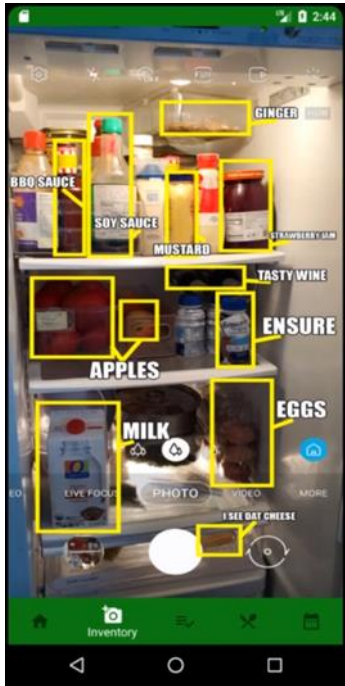 2:44
GINGER
BBQ SAUCE
SOY SAUCE
STRAWBERRY JAM
MUSTARD
TASTY WINE
ENSURE
APPLES
EGGS
MILK
LIVE FOCUS PHOTO VIDEO MORE
I SEE DAT CHEESE
Inventory